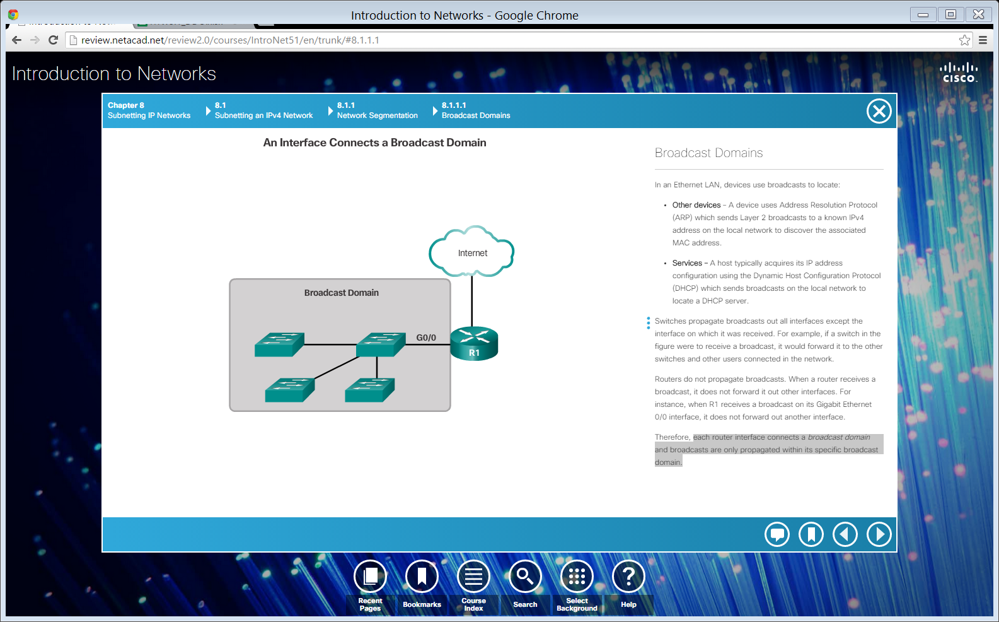 Introduction to Networks - Google Chrome
review.netacad.net/review2.0/courses/IntroNet51/en/trunk/#8.1.1.1
Introduction to Networks
CISCO
Chapter 8
Subnetting IP Networks
8.1
Subnetting an IPv4 Network
8.1.1
Network Segmentation
8.1.1.1
Broadcast Domains
An Interface Connects a Broadcast Domain
Internet
Broadcast Domain
G0/0
R1
Broadcast Domains
In an Ethernet LAN, devices use broadcasts to locate:
• Other devices - A device uses Address Resolution Protocol
(ARP) which sends Layer 2 broadcasts to a known IPv4
address on the local network to discover the associated
MAC address.
• Services – A host typically acquires its IP address
configuration using the Dynamic Host Configuration Protocol
(DHCP) which sends broadcasts on the local network to
locate a DHCP server.
Switches propagate broadcasts out all interfaces except the
interface on which it was received. For example, if a switch in the
figure were to receive a broadcast, it would forward it to the other
switches and other users connected in the network.
Routers do not propagate broadcasts. When a router receives a
broadcast, it does not forward it out other interfaces. For
instance, when R1 receives a broadcast on its Gigabit Ethernet
0/0 interface, it does not forward out another interface.
Therefore, each router interface connects a broadcast domain
and broadcasts are only propagated within its specific broadcast
domain.
Recent
Pages
Bookmarks
Course
Index
Search
Select
Background
Help